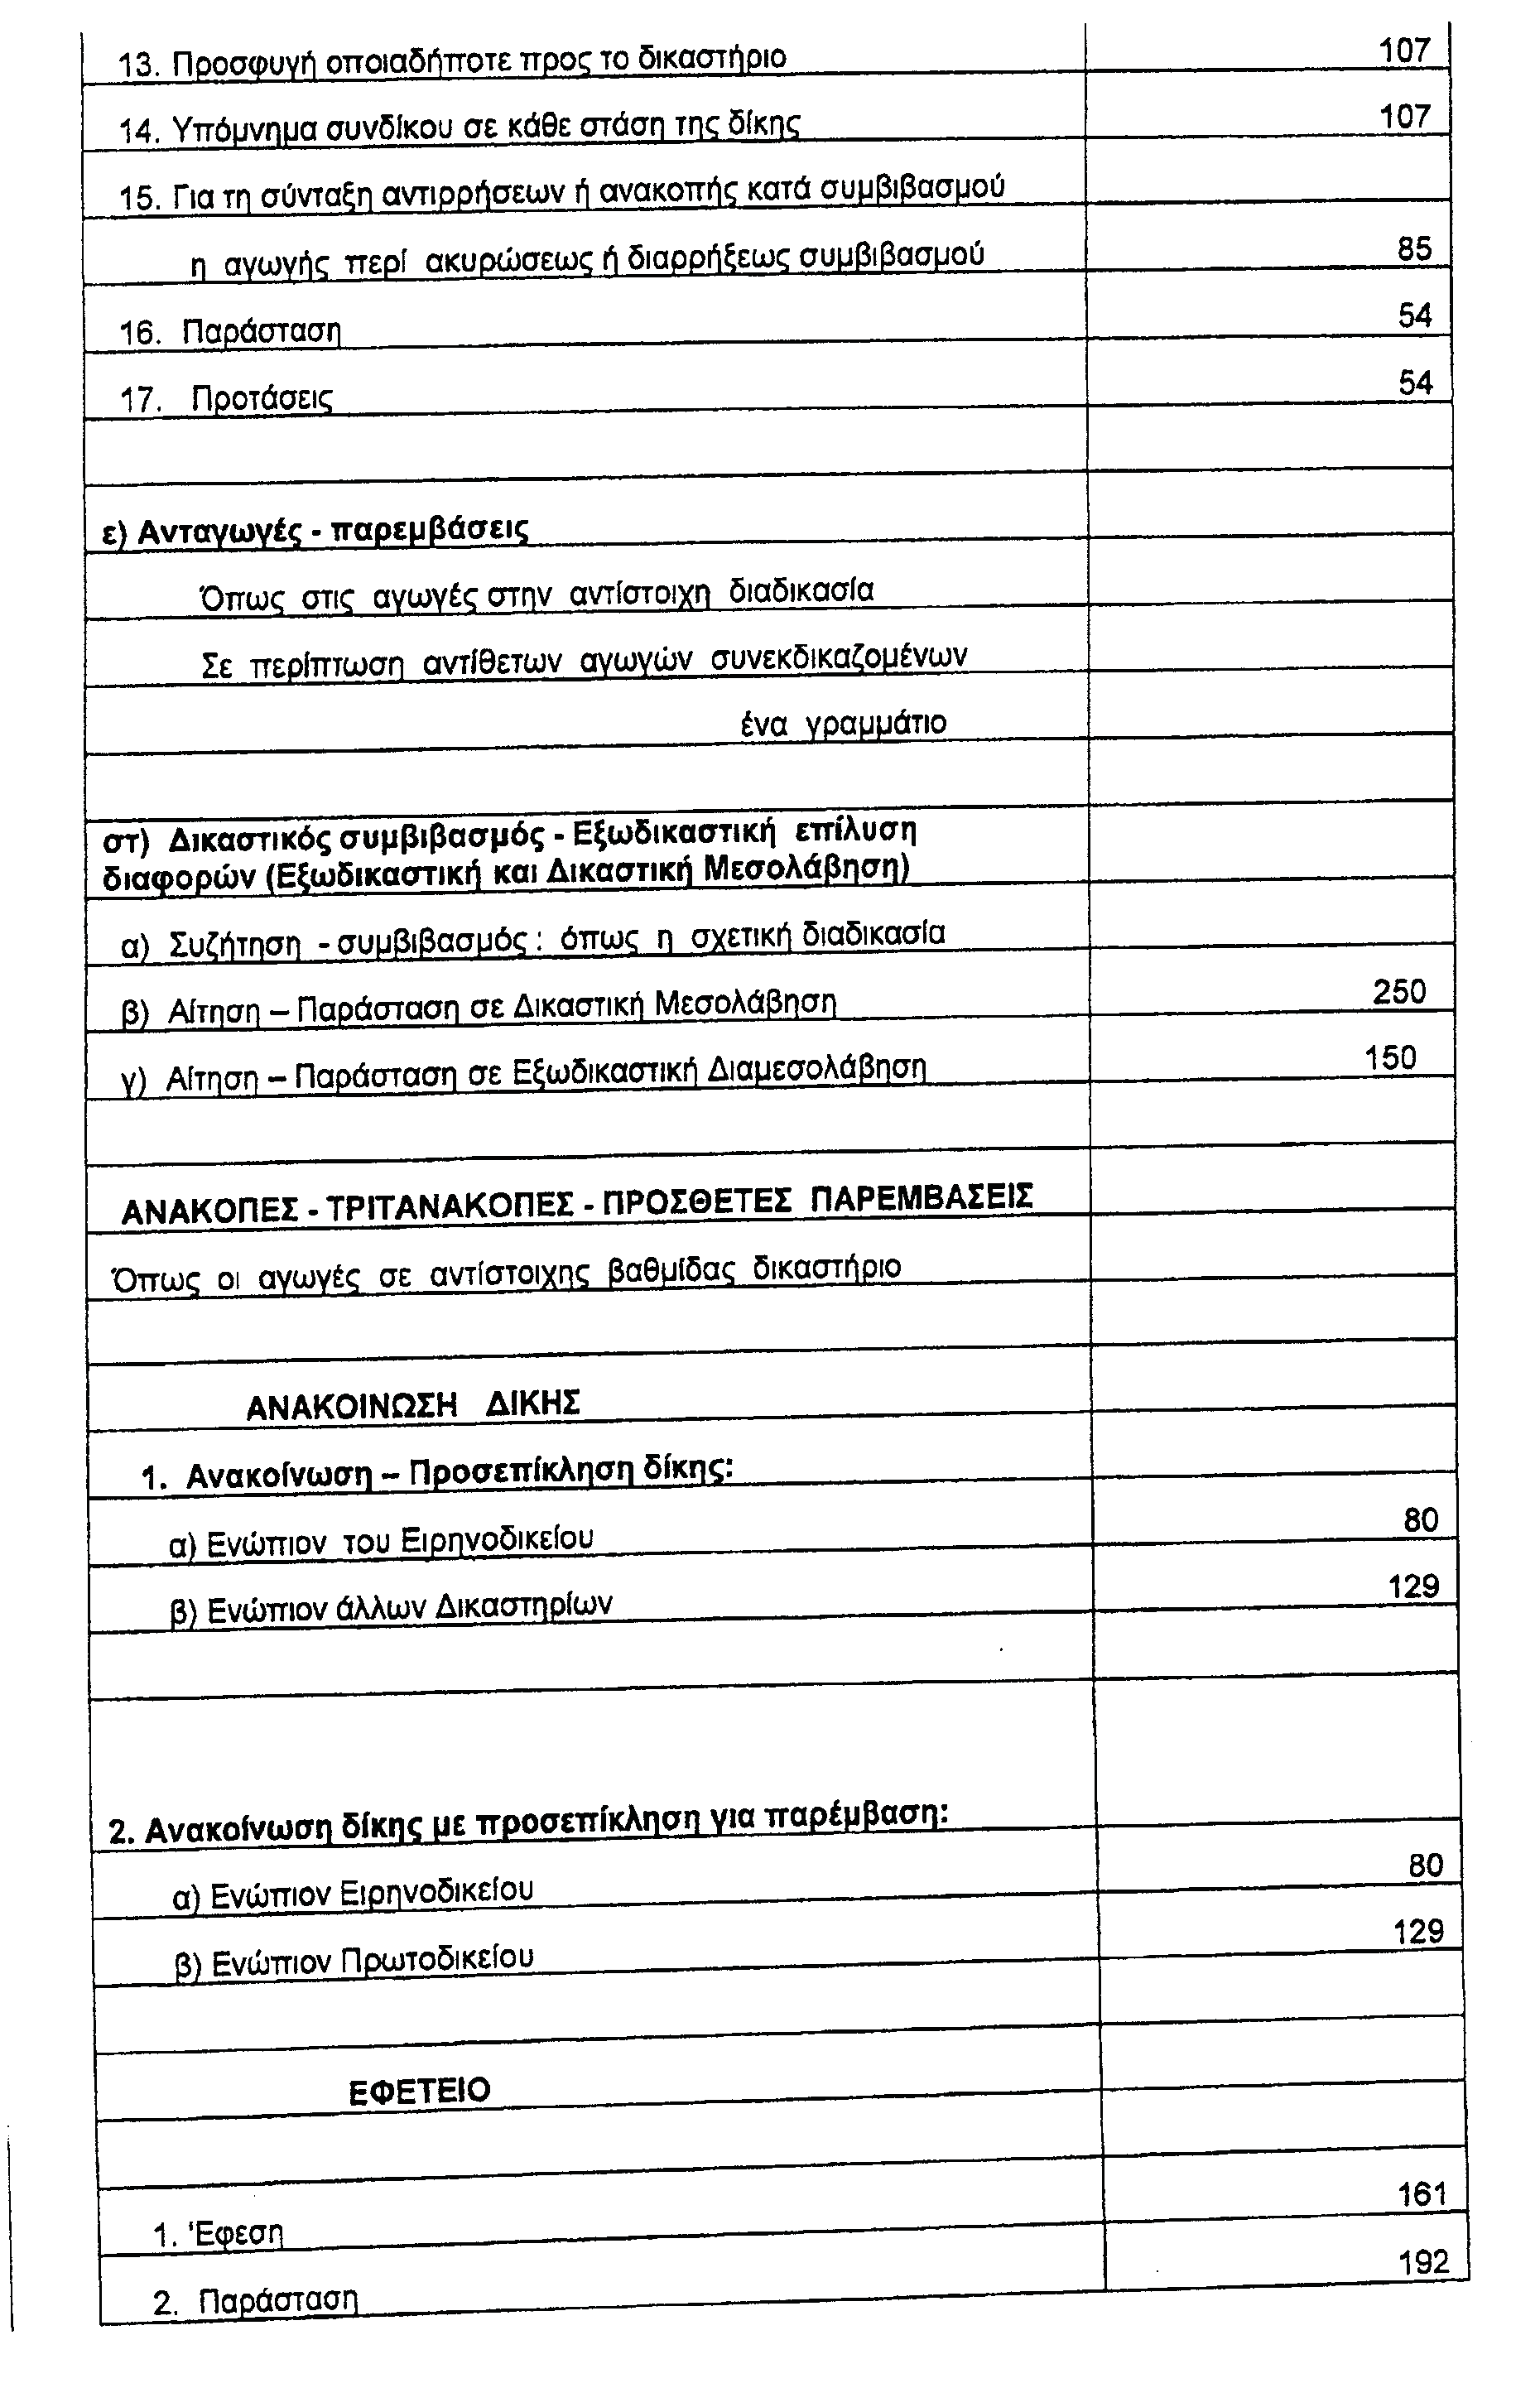 13. Προσφυγή οποιαδήποτε προς το δικαστήριο 107
14. Υπόμνημα συνδίκου σε κάθε στάση της δίκης 107
15. Για τη σύνταξη αντιρρήσεων ή ανακοπής κατά συμβιβασμού
η αγωγής περί ακυρώσεως ή διαρρήξεως συμβιβασμού 85
16. Παράσταση 54
17. Προτάσεις 54
ε) Ανταγωγές - παρεμβάσεις
Όπως στις αγωγές στην αντίστοιχη διαδικασία
Σε περίπτωση αντίθετων αγωγών συνεκδικαζομένων
ένα γραμμάτιο
στ) Δικαστικός συμβιβασμός - Εξωδικαστική επίλυση
διαφορών (Εξωδικαστική και Δικαστική Μεσολάβηση)
α) Συζήτηση - συμβιβασμός : όπως η σχετική διαδικασία
β) Αίτηση – Παράσταση σε Δικαστική Μεσολάβηση 250
γ) Αίτηση – Παράσταση σε Εξωδικαστική Διαμεσολάβηση 150
ΑΝΑΚΟΠΕΣ - ΤΡΙΤΑΝΑΚΟΠΕΣ - ΠΡΟΣΘΕΤΕΣ ΠΑΡΕΜΒΑΣΕΙΣ
Όπως οι αγωγές σε αντίστοιχης βαθμίδας δικαστήριο
ΑΝΑΚΟΙΝΩΣΗ ΔΙΚΗΣ
1. Ανακοίνωση – Προσεπίκληση δίκης:
α) Ενώπιον του Ειρηνοδικείου 80
β) Ενώπιον άλλων Δικαστηρίων 129
2. Ανακοίνωση δίκης με προσεπίκληση για παρέμβαση:
α) Ενώπιον Ειρηνοδικείου 80
β) Ενώπιον Πρωτοδικείου 129
ΕΦΕΤΕΙΟ
1. Έφεση 161
2. Παράσταση 192